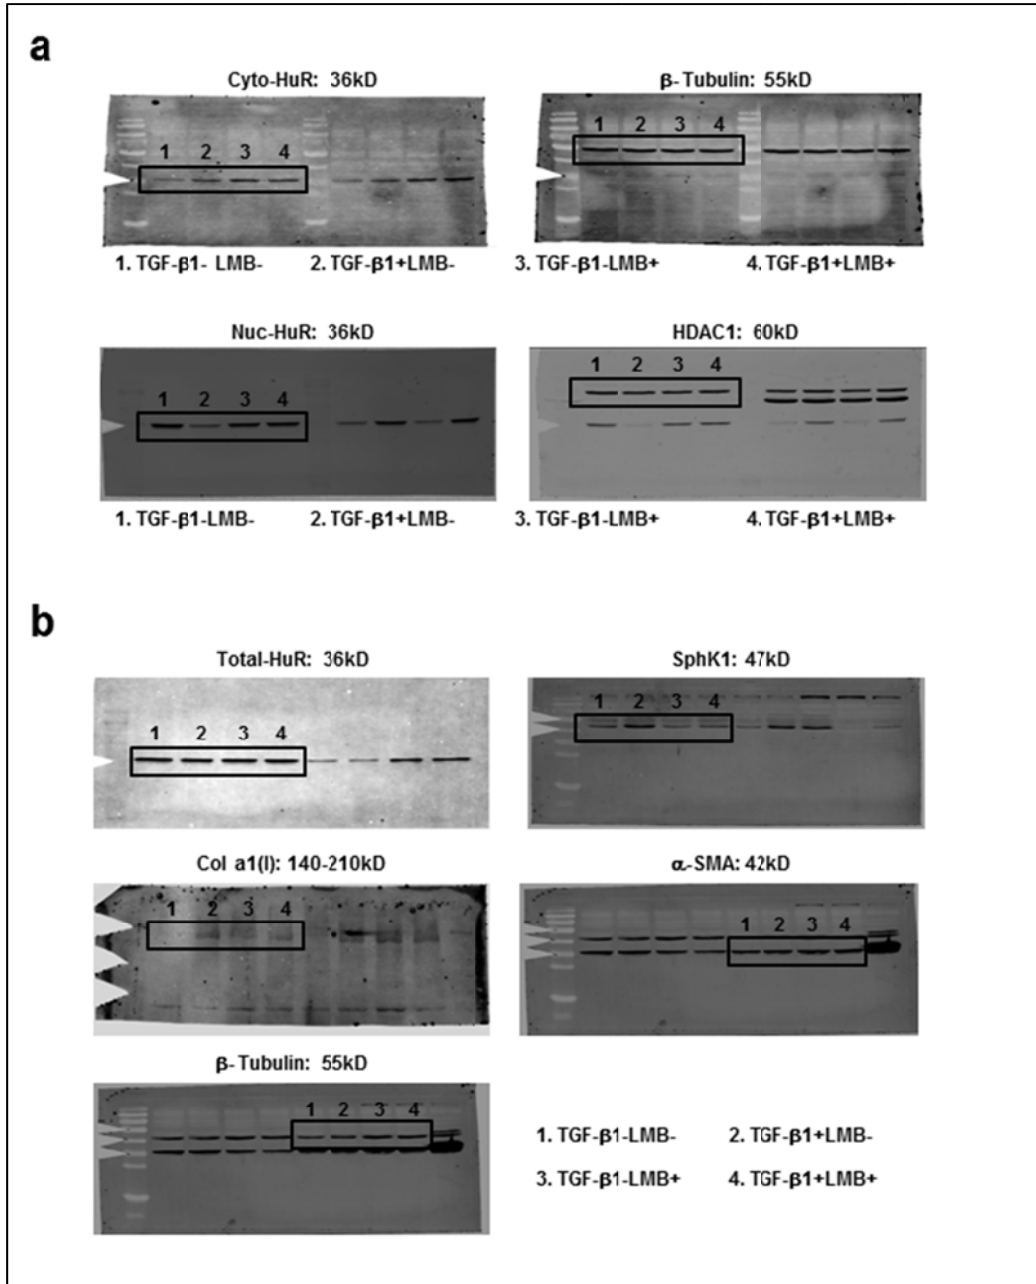 a
Cyto-HuR: 36kD
β-Tubulin: 55kD
1 2 3 4
1 2 3 4
1. TGF-β1- LMB-
2. TGF-β1+LMB-
3. TGF-β1-LMB+
4. TGF-β1+LMB+
Nuc-HuR: 36kD
HDAC1: 60kD
1 2 3 4
1 2 3 4
1. TGF-β1-LMB-
2. TGF-β1+LMB-
3. TGF-β1-LMB+
4. TGF-β1+LMB+
b
Total-HuR: 36kD
SphK1: 47kD
1 2 3 4
1 2 3 4
Col a1(I): 140-210kD
α-SMA: 42kD
1 2 3 4
1 2 3 4
β-Tubulin: 55kD
1 2 3 4
1. TGF-β1-LMB-
2. TGF-β1+LMB-
3. TGF-β1-LMB+
4. TGF-β1+LMB+